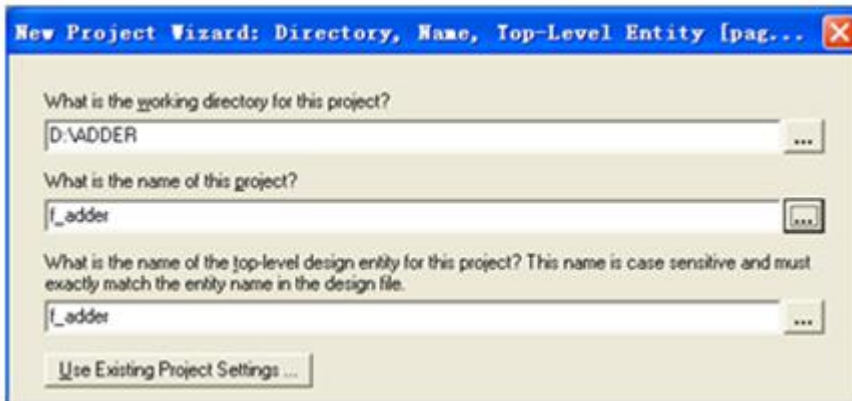 New Project Wizard: Directory, Name, Top-Level Entity [pag...
What is the working directory for this project?
D:\ADDER
...
What is the name of this project?
f_adder
...
What is the name of the top-level design entity for this project? This name is case sensitive and must
exactly match the entity name in the design file.
f_adder
...
Use Existing Project Settings ...